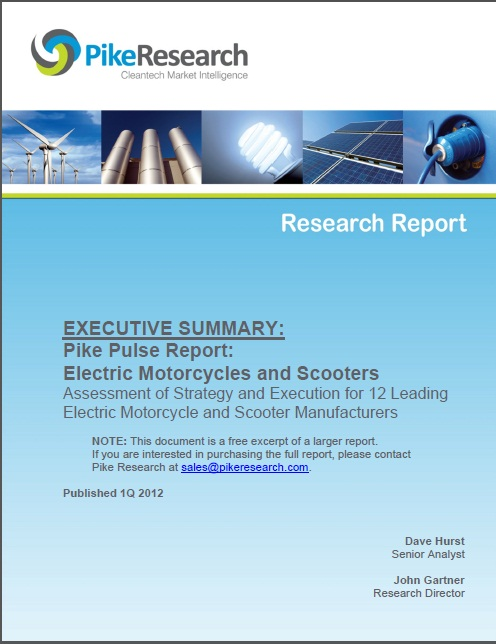 PikeResearch
Cleantech Market Intelligence
Research Report
EXECUTIVE SUMMARY:
Pike Pulse Report:
Electric Motorcycles and Scooters
Assessment of Strategy and Execution for 12 Leading
Electric Motorcycle and Scooter Manufacturers
NOTE: This document is a free excerpt of a larger report.
If you are interested in purchasing the full report, please contact
Pike Research at sales@pikeresearch.com.
Published 1Q 2012
Dave Hurst
Senior Analyst
John Gartner
Research Director